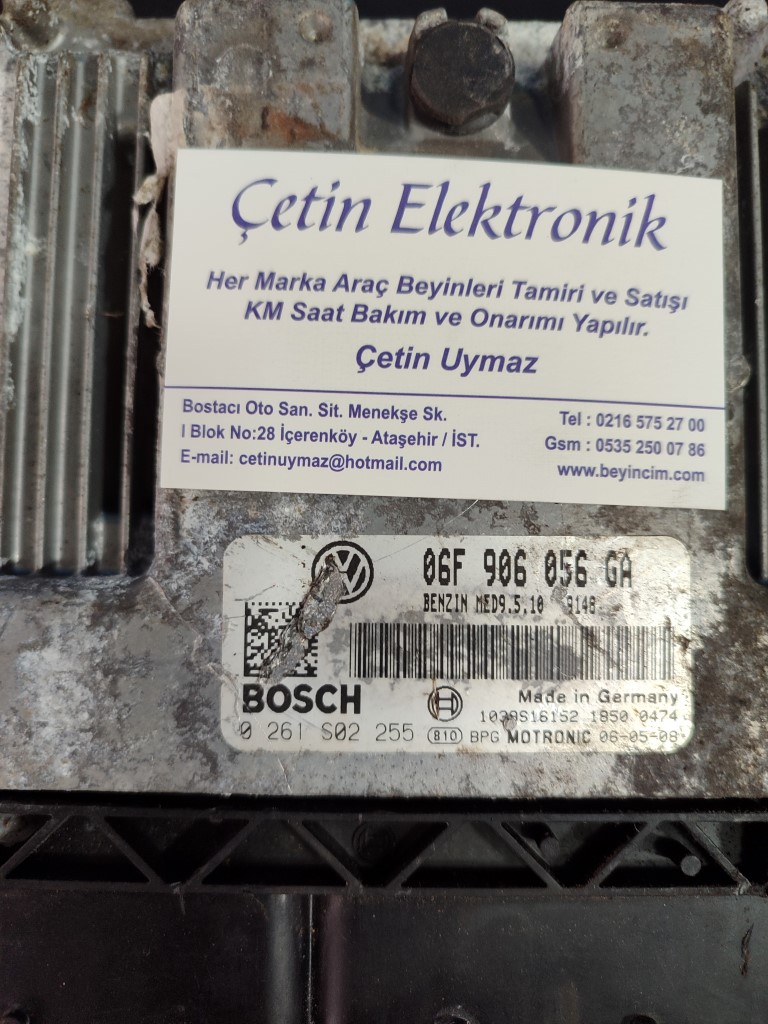 Çetin Elektronik
Her Marka Araç Beyinleri Tamiri ve Satışı
KM Saat Bakım ve Onarımı Yapılır.
Çetin Uymaz
Bostacı Oto San. Sit. Menekşe Sk.
I Blok No:28 İçerenköy - Ataşehir / İST.
E-mail: cetinuymaz@hotmail.com
Tel : 0216 575 27 00
Gsm : 0535 250 07 86
www.beyincim.com
06F 906 056 GA
BENZIN MED9.5.10 9148
BOSCH
Made in Germany
1039S16152 1850 0474
0 261 S02 255 810 BPG MOTRONIC 06-05-08